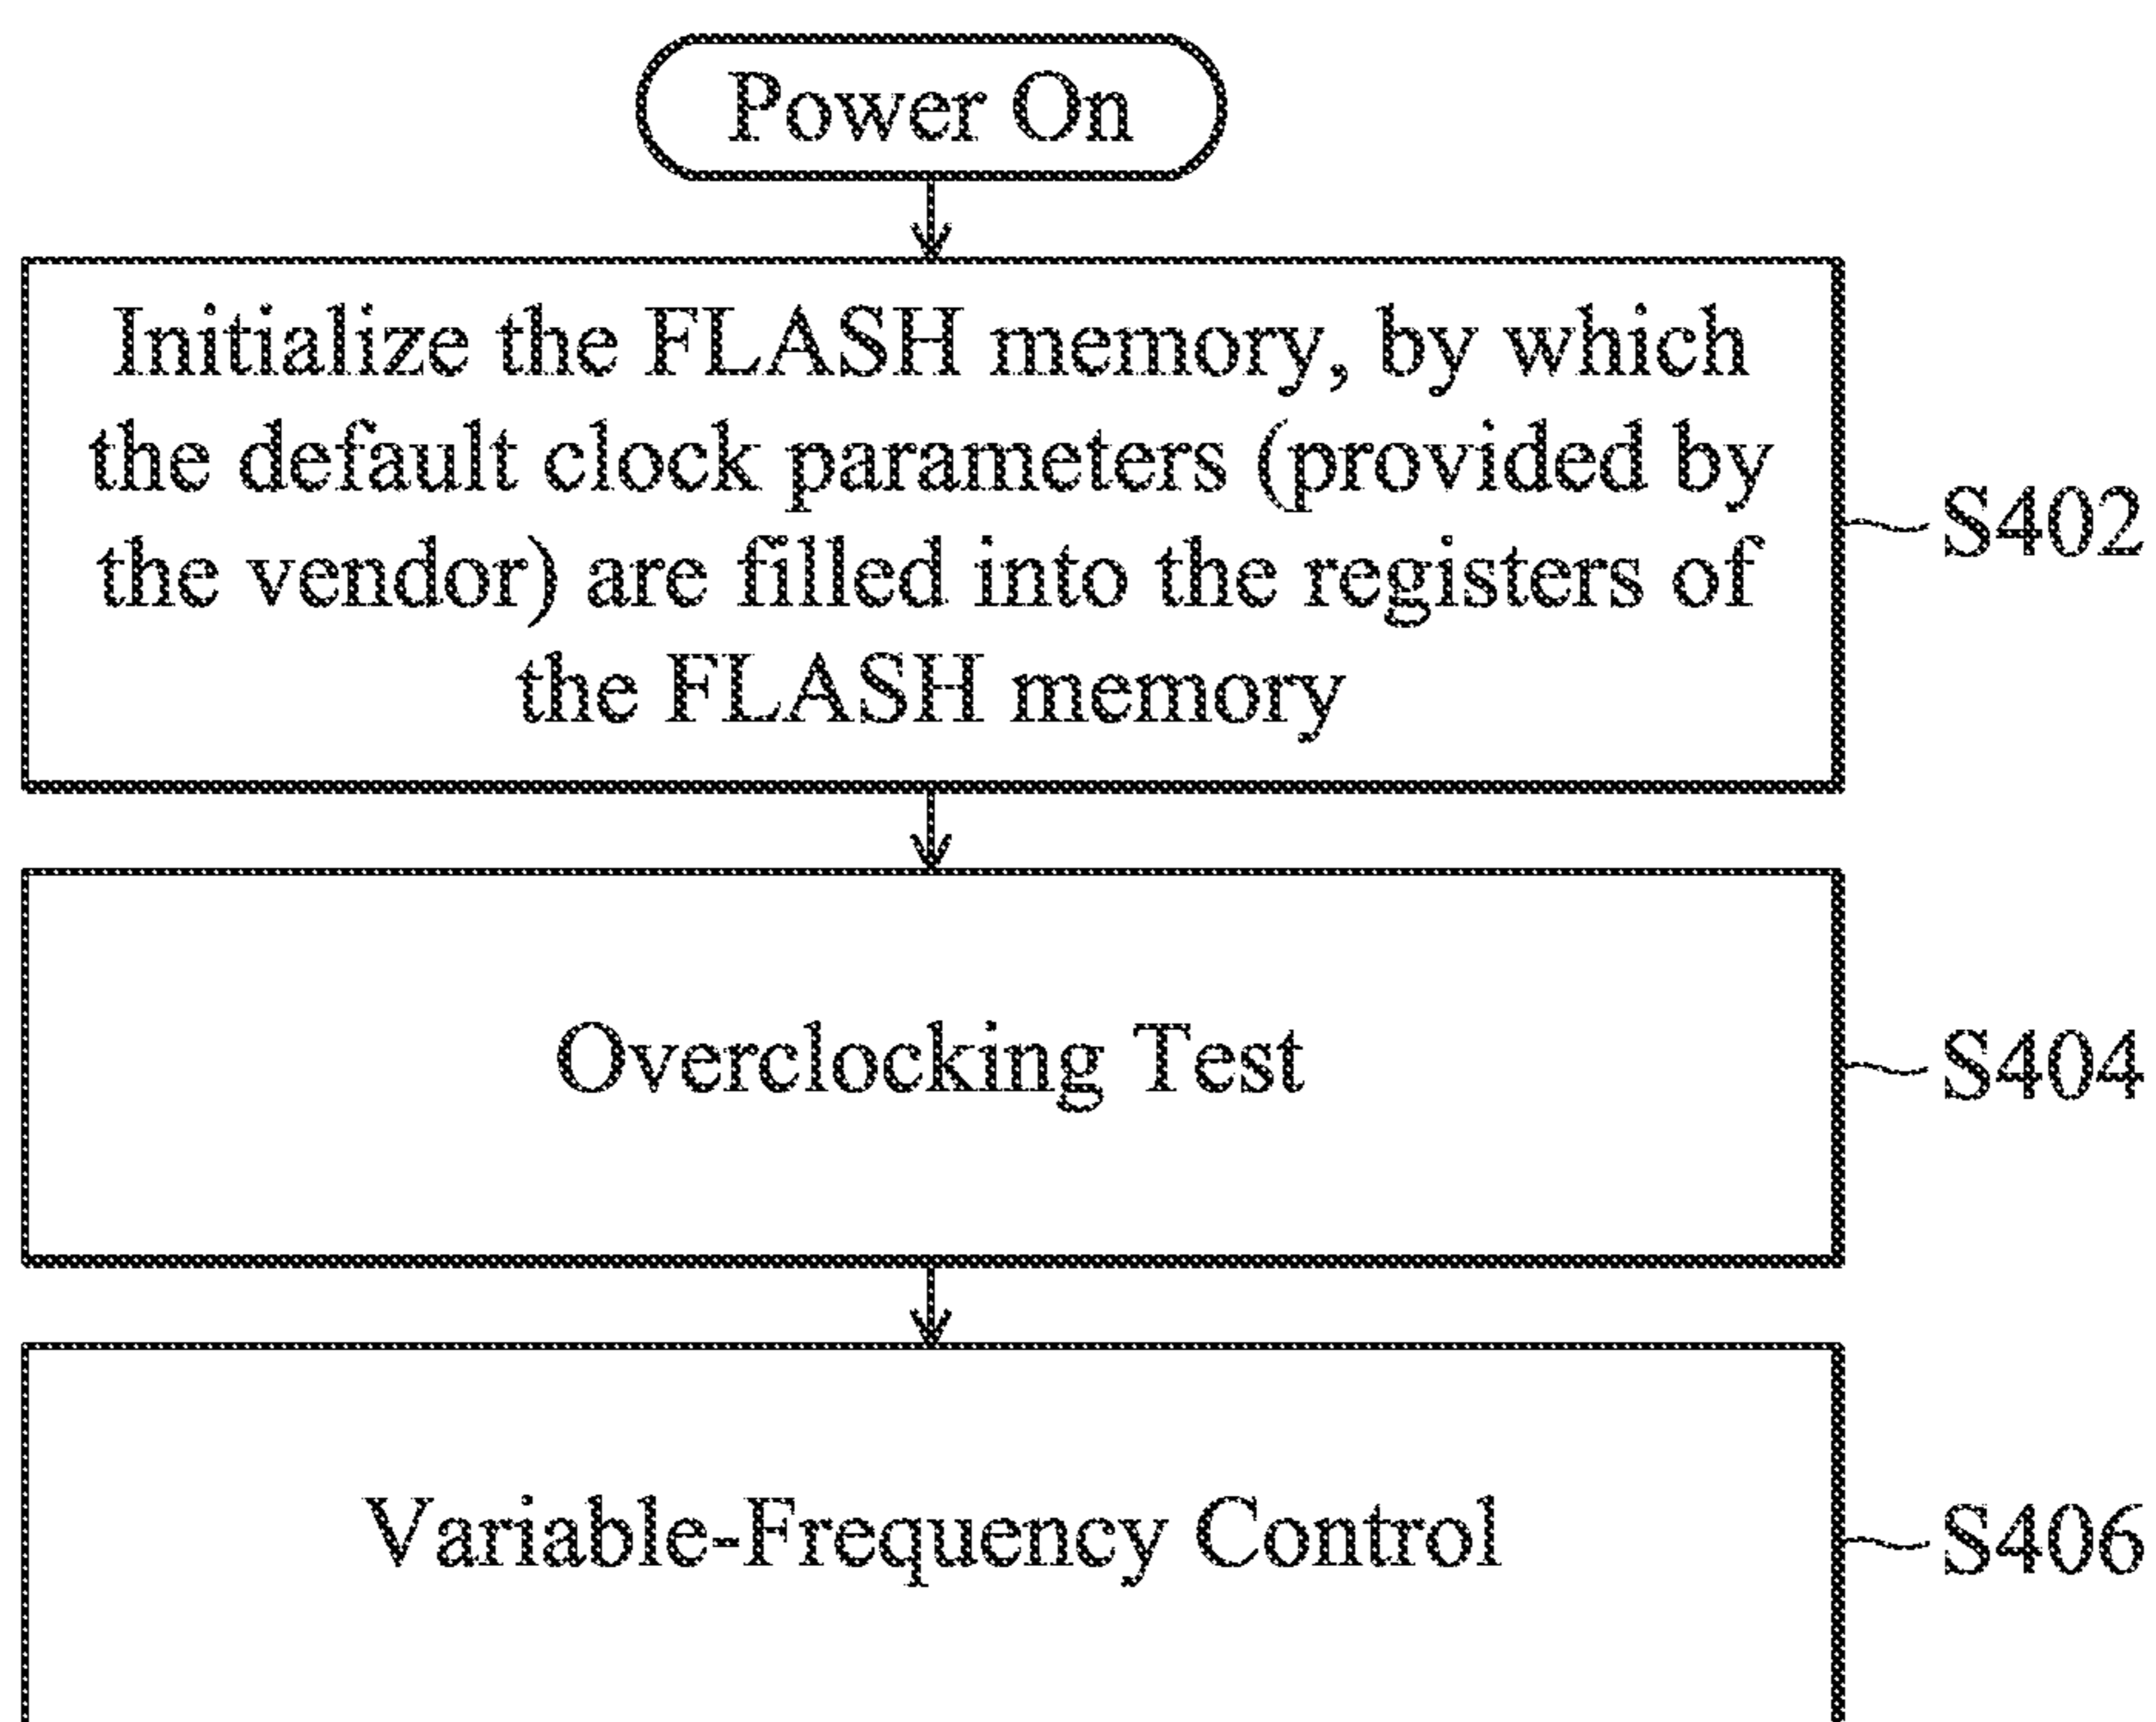 Power On
Initialize the FLASH memory, by which
the default clock parameters (provided by
the vendor) are filled into the registers of
the FLASH memory
S402
Overclocking Test
S404
Variable-Frequency Control
S406